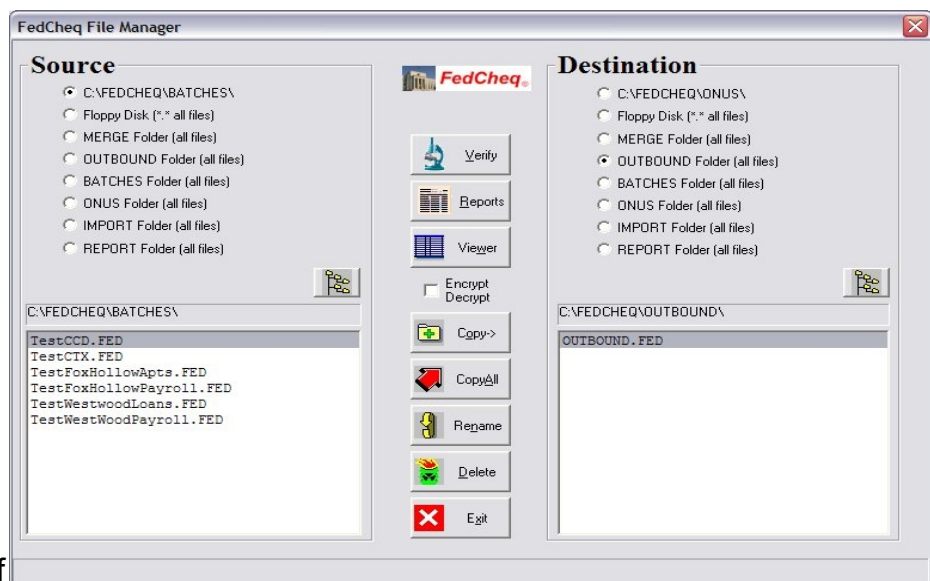 FedCheq File Manager
Source
C:\FEDCHEQ\BATCHES\
Floppy Disk (*.* all files)
MERGE Folder (all files)
OUTBOUND Folder (all files)
BATCHES Folder (all files)
ONUS Folder (all files)
IMPORT Folder (all files)
REPORT Folder (all files)
C:\FEDCHEQ\BATCHES\
TestCCD.FED
TestCTX.FED
TestFoxHollowApts.FED
TestFoxHollowPayroll.FED
TestWestwoodLoans.FED
TestWestWoodPayroll.FED
FedCheq®
Verify
Reports
Viewer
Encrypt
Decrypt
Copy->
CopyAll
Rename
Delete
Exit
Destination
C:\FEDCHEQ\ONUS\
Floppy Disk (*.* all files)
MERGE Folder (all files)
OUTBOUND Folder (all files)
BATCHES Folder (all files)
ONUS Folder (all files)
IMPORT Folder (all files)
REPORT Folder (all files)
C:\FEDCHEQ\OUTBOUND\
OUTBOUND.FED
f